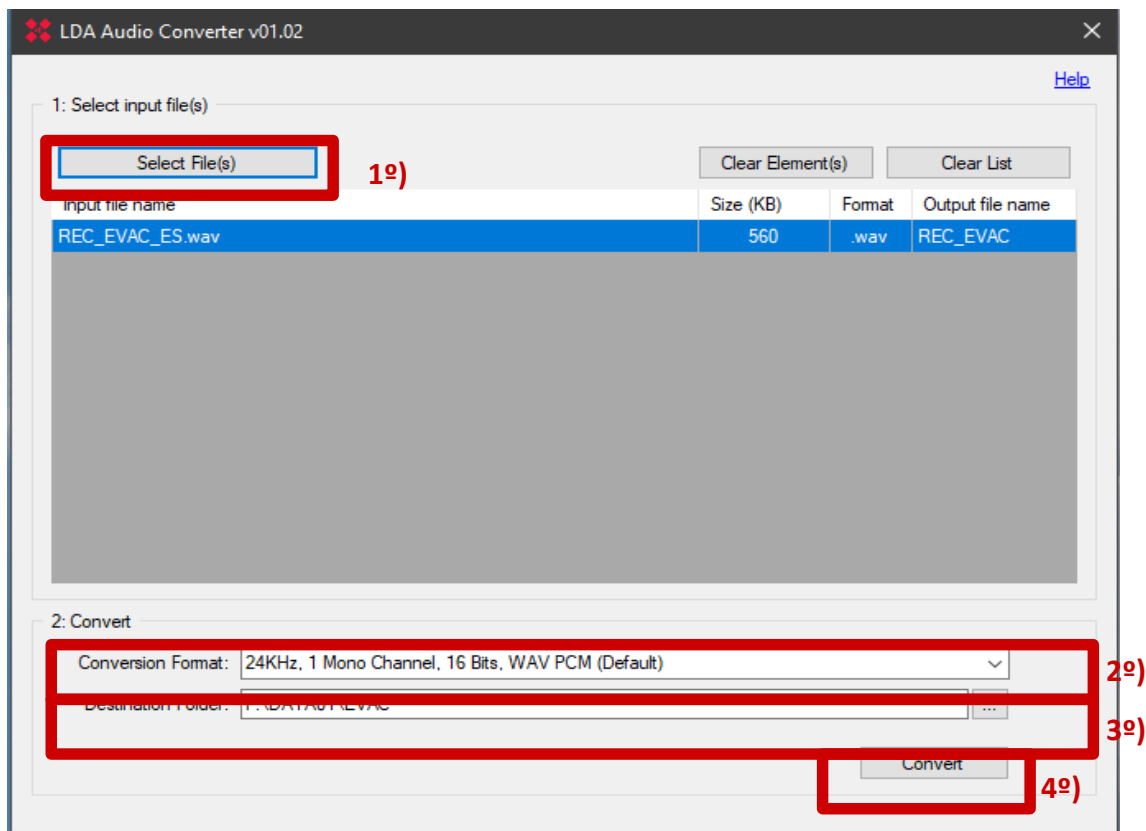 LDA Audio Converter v01.02
Help
1: Select input file(s)
Select File(s) 1º) Clear Element(s) Clear List
Input file name Size (KB) Format Output file name
REC_EVAC_ES.wav 560 .wav REC_EVAC
2: Convert
Conversion Format: 24KHz, 1 Mono Channel, 16 Bits, WAV PCM (Default) 2º)
Destination Folder: ...
3º)
Convert
4º)